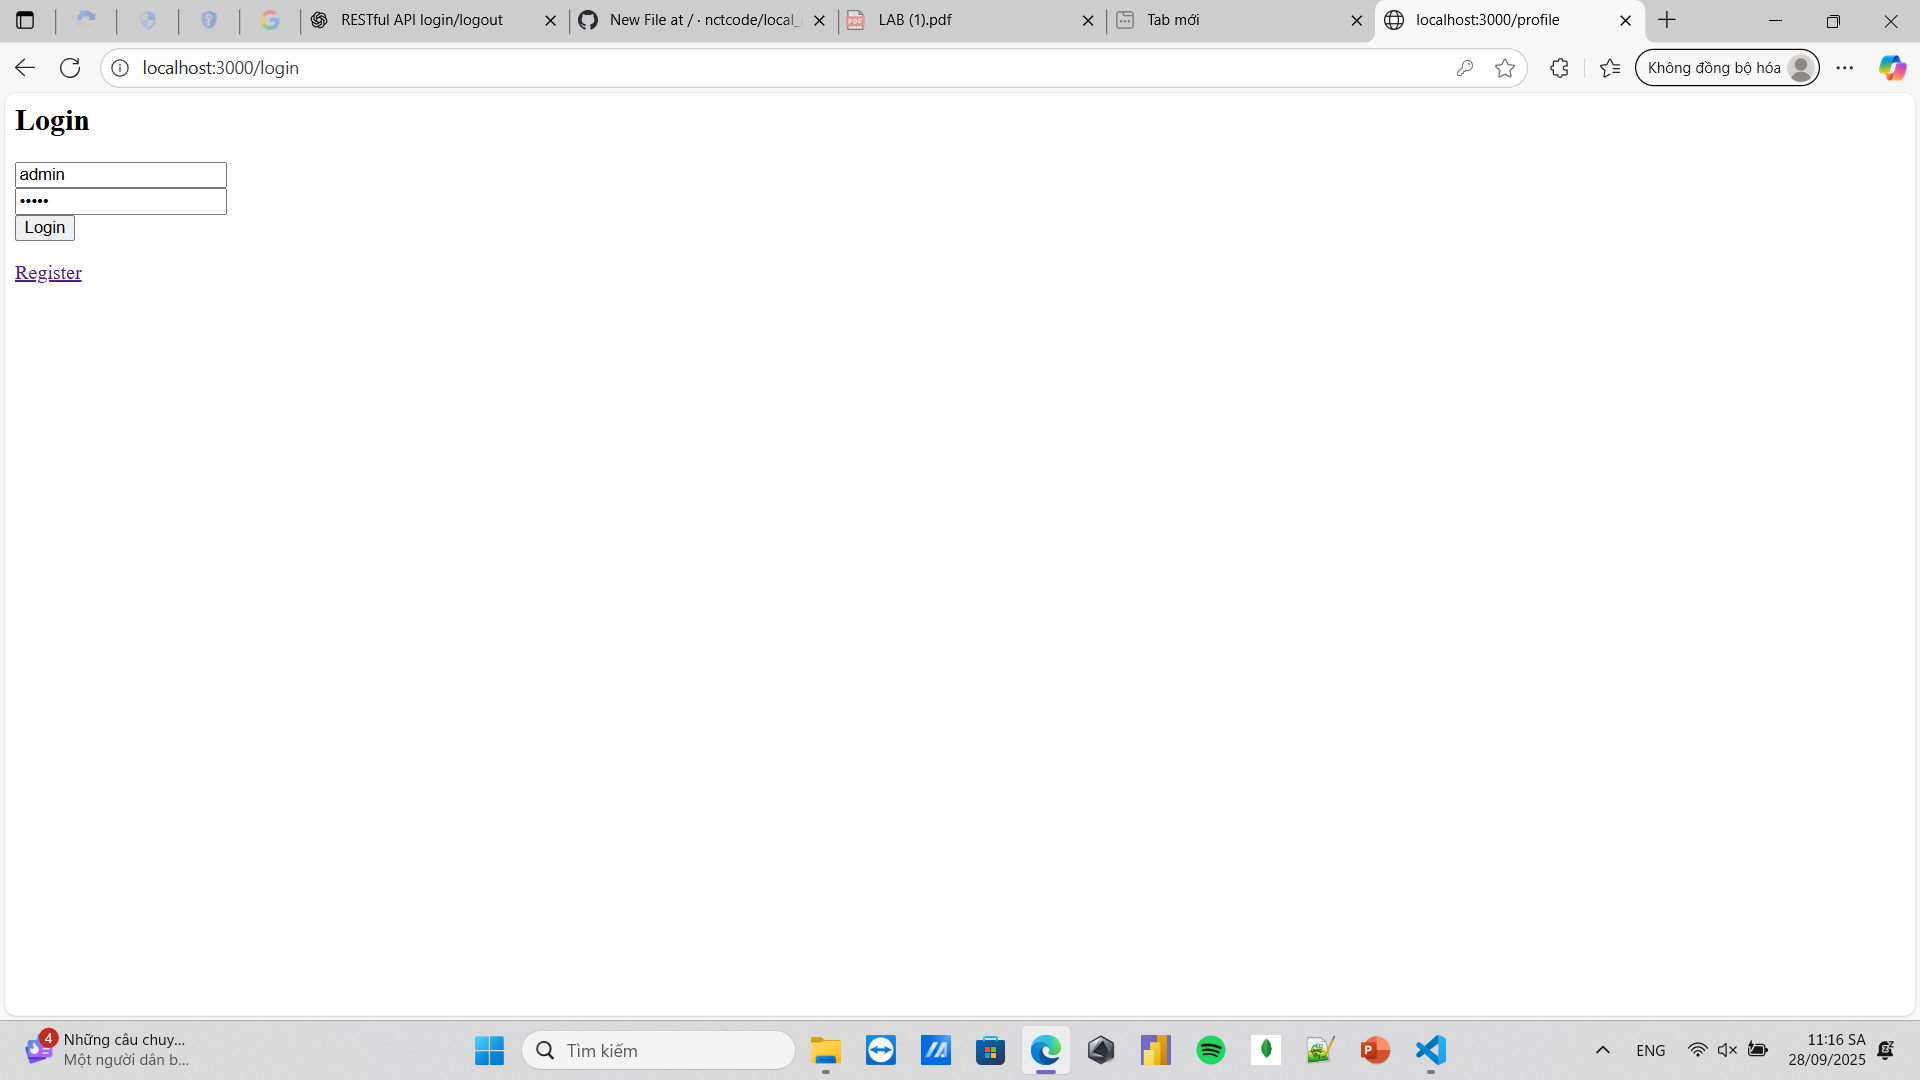 RESTful API login/logout
New File at / · nctcode/local_
LAB (1).pdf
Tab mới
localhost:3000/profile
localhost:3000/login
Không đồng bộ hóa
Login
admin
•••••
Login
Register
4
Những câu chuy...
Một người dân b...
Tìm kiếm
ENG
11:16 SA
28/09/2025